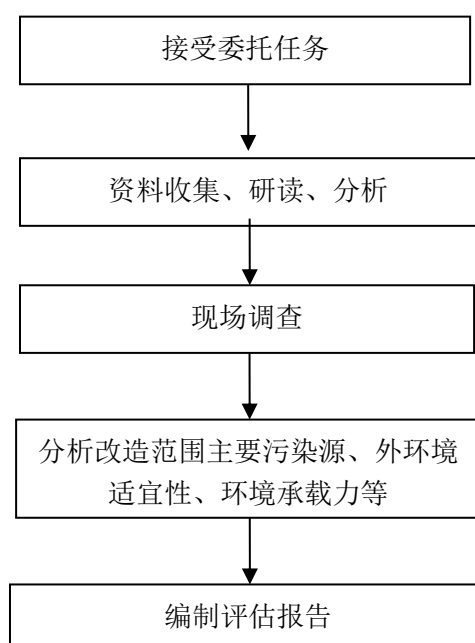 接受委托任务
资料收集、研读、分析
现场调查
分析改造范围主要污染源、外环境
适宜性、环境承载力等
编制评估报告